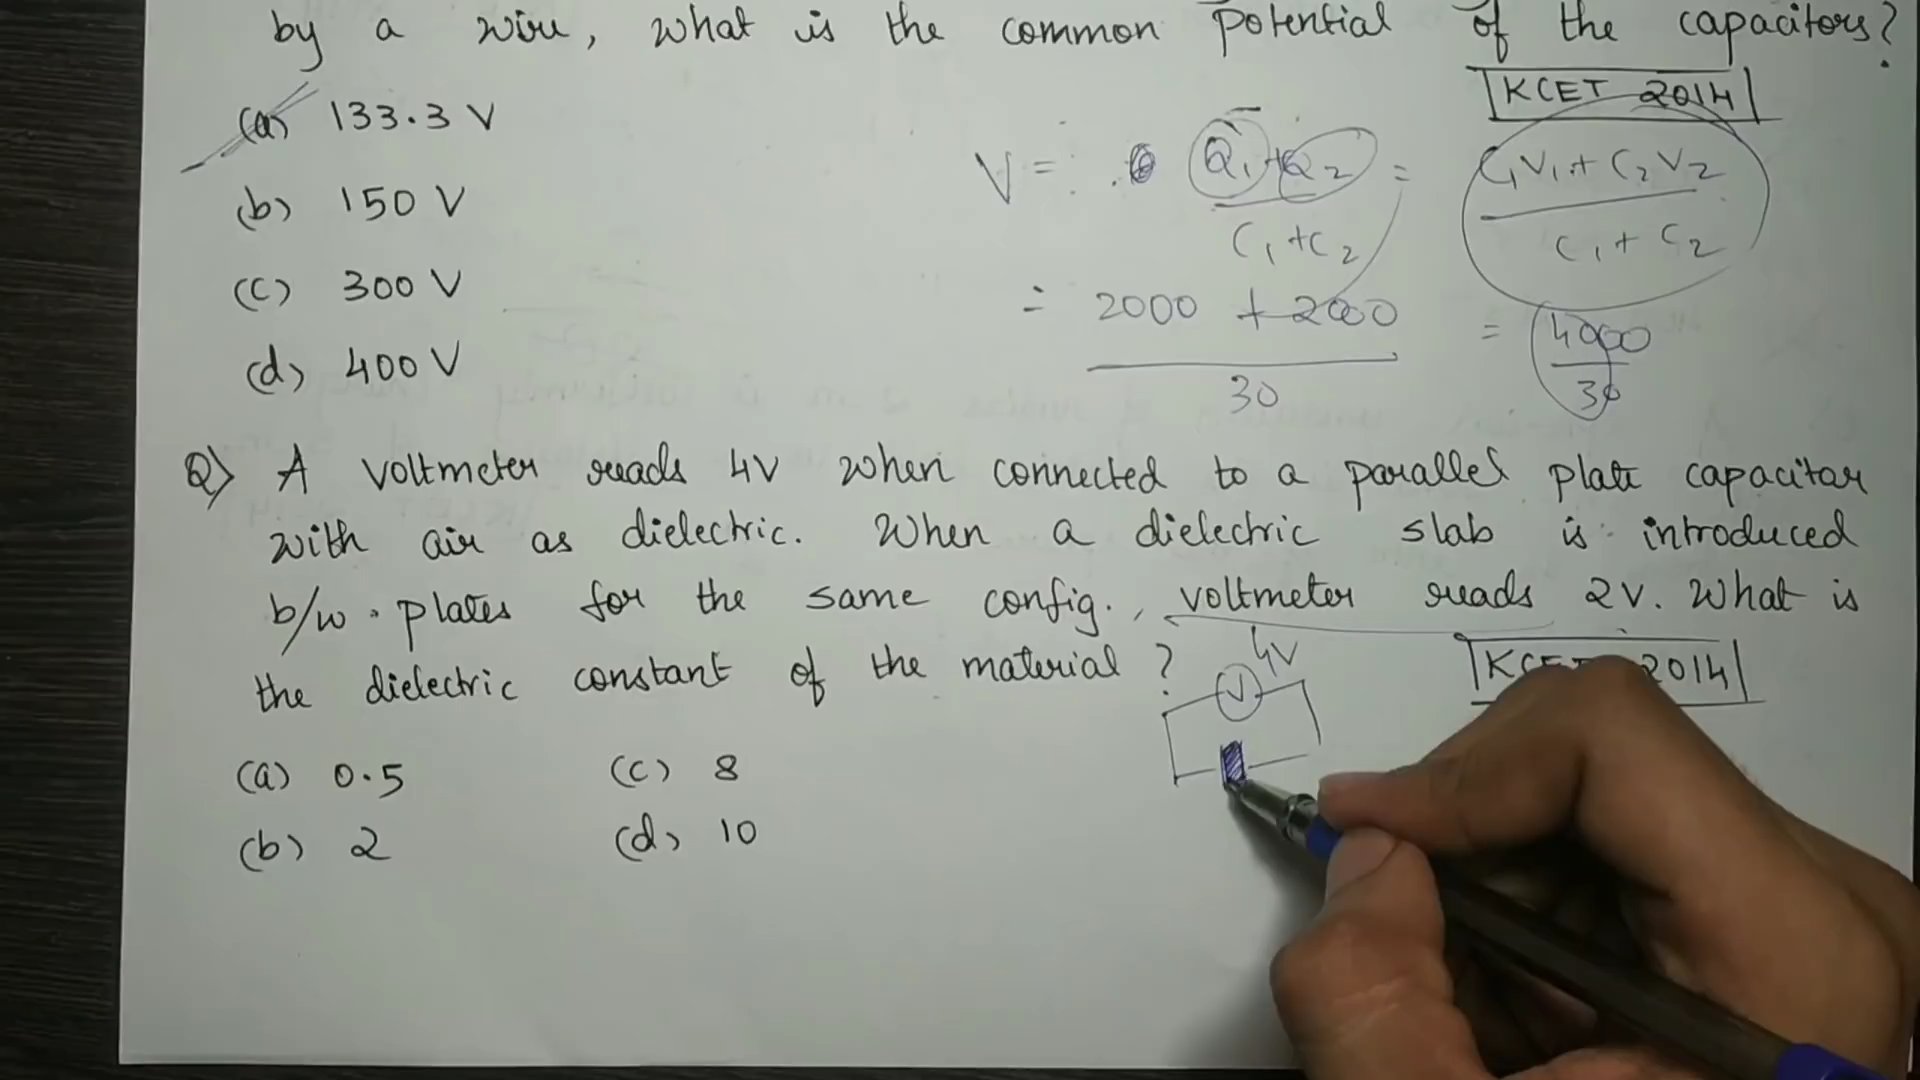 by a wire, what is the common potential of the capacitors?
KCET 2014
(a) 133.3 V
(b) 150 V
(c) 300 V
(d) 400 V
V = Q1+Q2 = C1V1+C2V2
C1+C2 C1+C2
= 2000 + 2000 = 4000
30 30
Q) A voltmeter reads 4V when connected to a parallel plate capacitor
with air as dielectric. When a dielectric slab is introduced
b/w plates for the same config., voltmeter reads 2V. What is
the dielectric constant of the material?
4V
V
2014
(a) 0.5 (c) 8
(b) 2 (d) 10